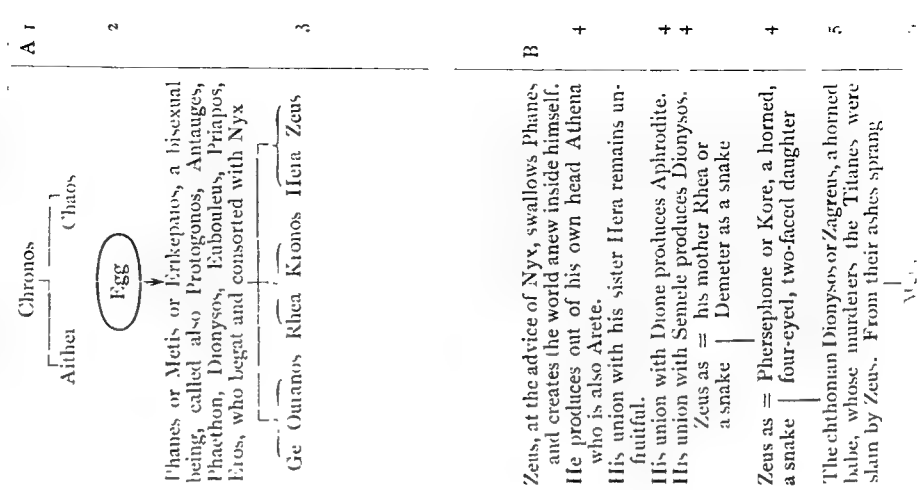 A 1
Chronos
Aither Chaos
2
Egg
Phanes or Metis or Erikepaios, a bisexual
being, called also Protogonos, Antauges,
Phaethon, Dionysos, Eubouleus, Priapos,
Eros, who begat and consorted with Nyx
3
Ge Ouranos Rhea Kronos Hera Zeus
B
Zeus, at the advice of Nyx, swallows Phanes
and creates the world anew inside himself.
4
He produces out of his own head Athena
who is also Arete.
His union with his sister Hera remains un-
fruitful.
4
His union with Dione produces Aphrodite.
4
His union with Semele produces Dionysos.
Zeus as = his mother Rhea or
a snake Demeter as a snake
4
Zeus as = Phersephone or Kore, a horned,
a snake four-eyed, two-faced daughter
5
The chthonian Dionysos or Zagreus, a horned
babe, whose murderers the Titanes were
slain by Zeus. From their ashes sprang